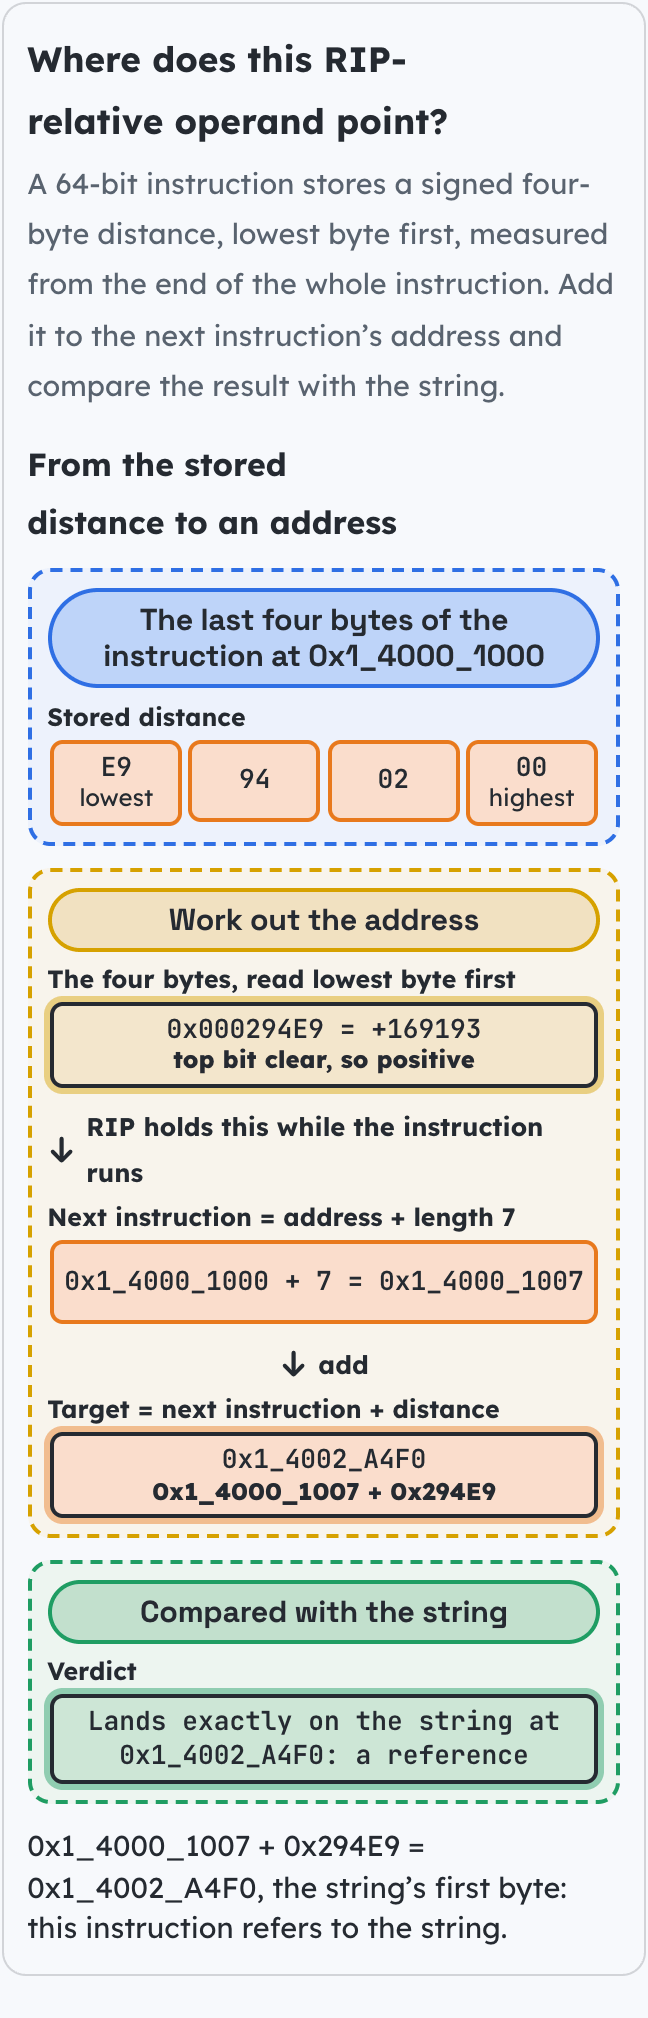 Where does this RIP-
relative operand point?
A 64-bit instruction stores a signed four-
byte distance, lowest byte first, measured
from the end of the whole instruction. Add
it to the next instruction’s address and
compare the result with the string.
From the stored
distance to an address
The last four bytes of the
instruction at 0x1_4000_1000
Stored distance
E9 94 02 00
lowest highest
Work out the address
The four bytes, read lowest byte first
0x000294E9 = +169193
top bit clear, so positive
↓ RIP holds this while the instruction
runs
Next instruction = address + length 7
0x1_4000_1000 + 7 = 0x1_4000_1007
↓ add
Target = next instruction + distance
0x1_4002_A4F0
0x1_4000_1007 + 0x294E9
Compared with the string
Verdict
Lands exactly on the string at
0x1_4002_A4F0: a reference
0x1_4000_1007 + 0x294E9 =
0x1_4002_A4F0, the string’s first byte:
this instruction refers to the string.